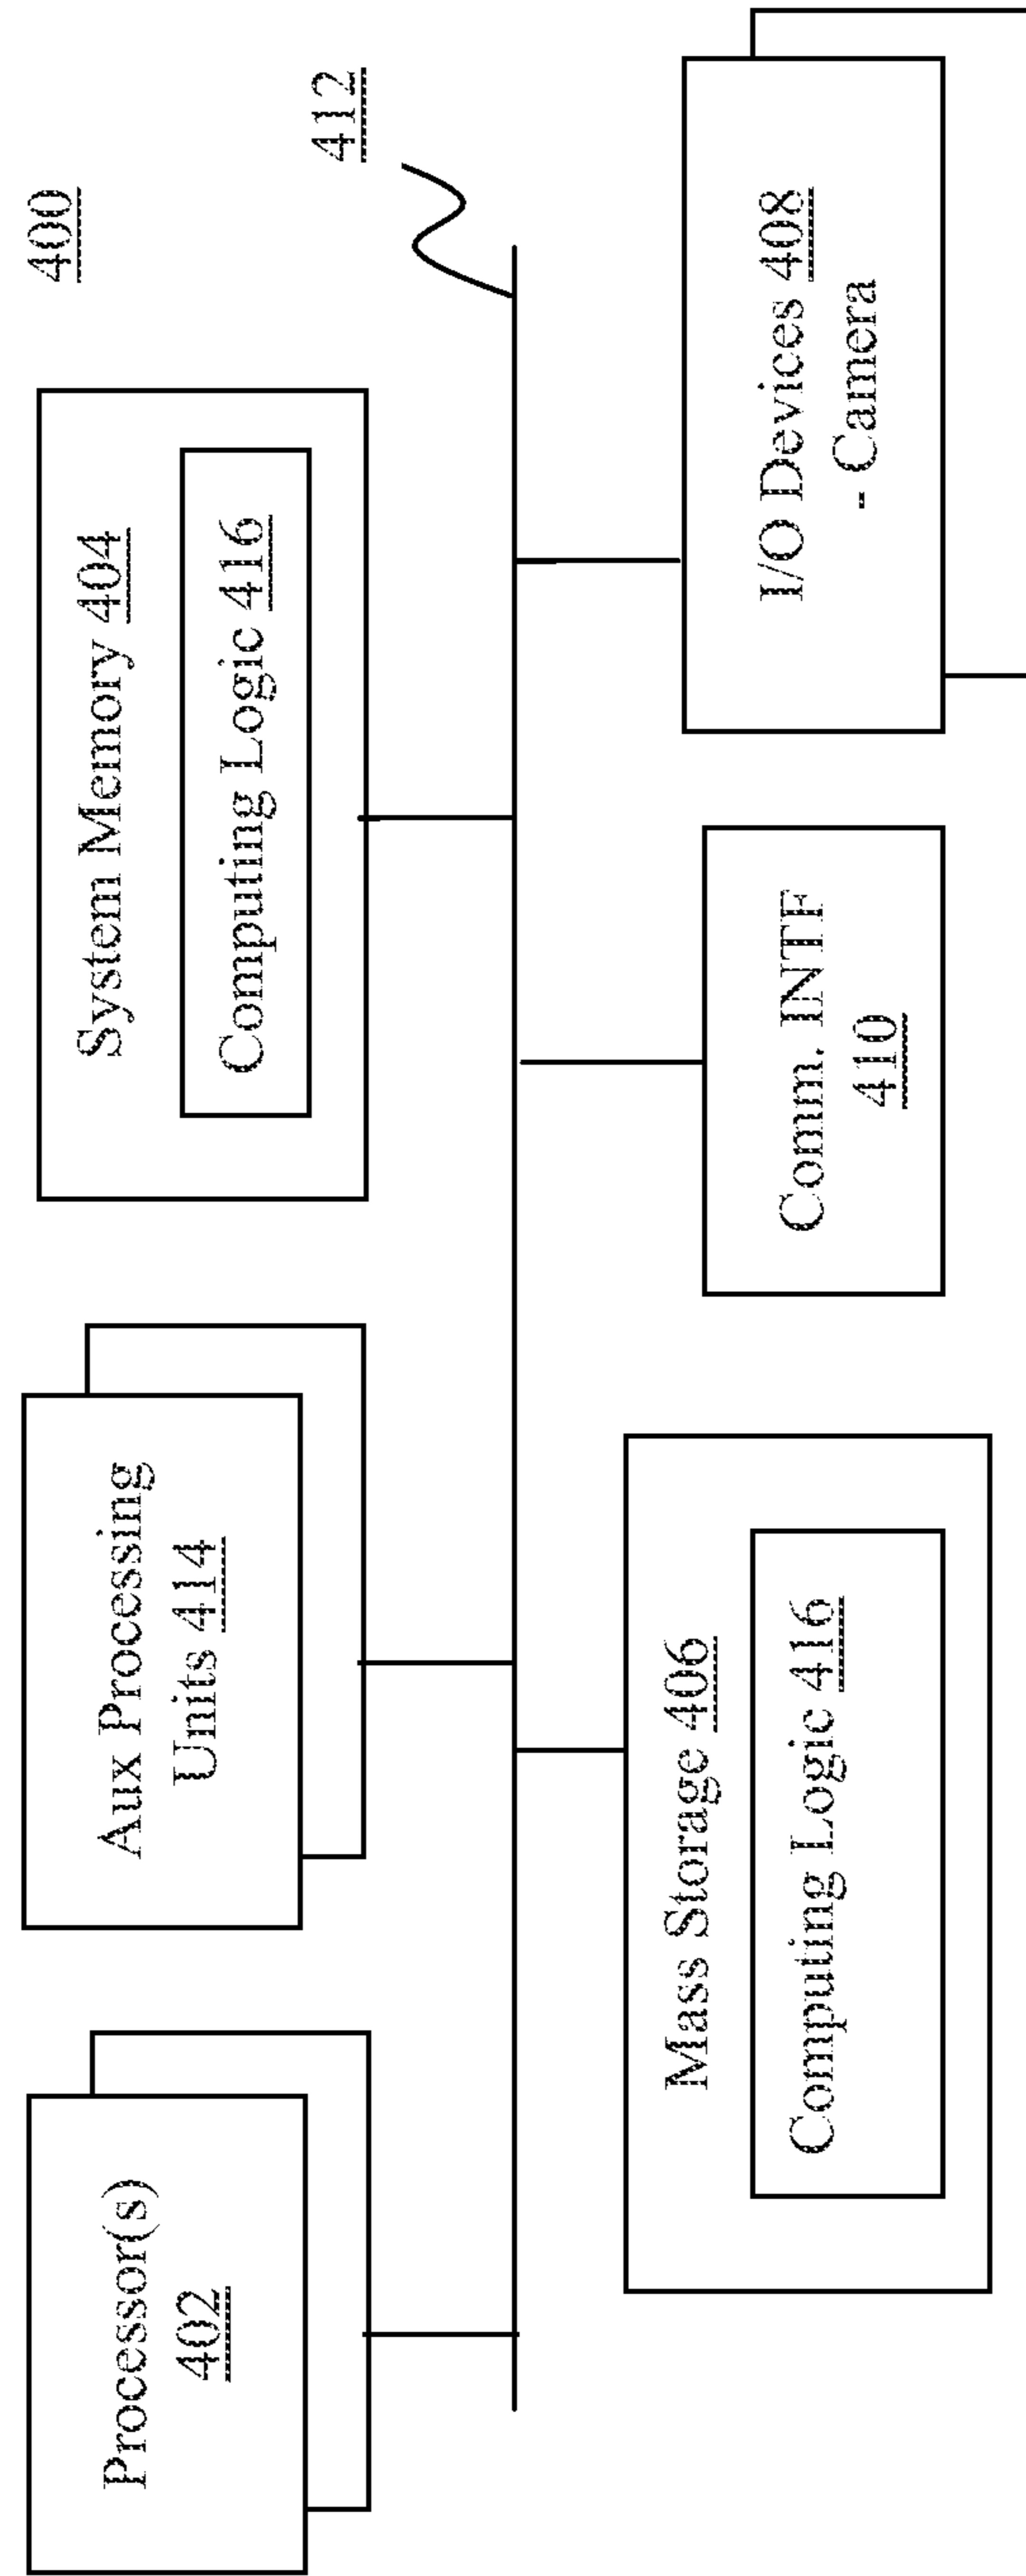 400
412
Processor(s)
402
Aux Processing
Units 414
System Memory 404
Computing Logic 416
Mass Storage 406
Computing Logic 416
Comm. INTF
410
I/O Devices 408
- Camera